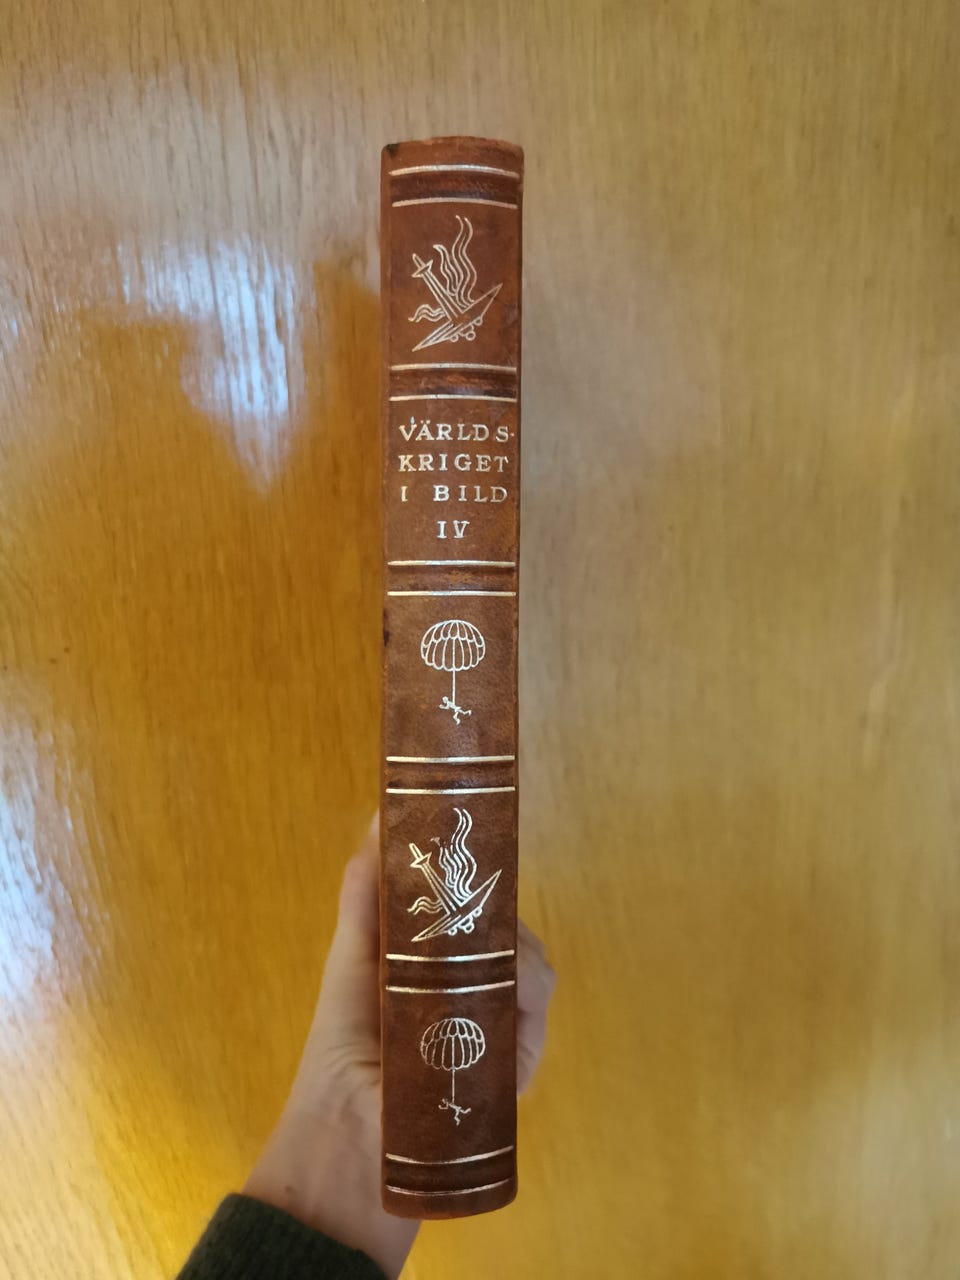 VÄRLDS-
KRIGET
I BILD
IV